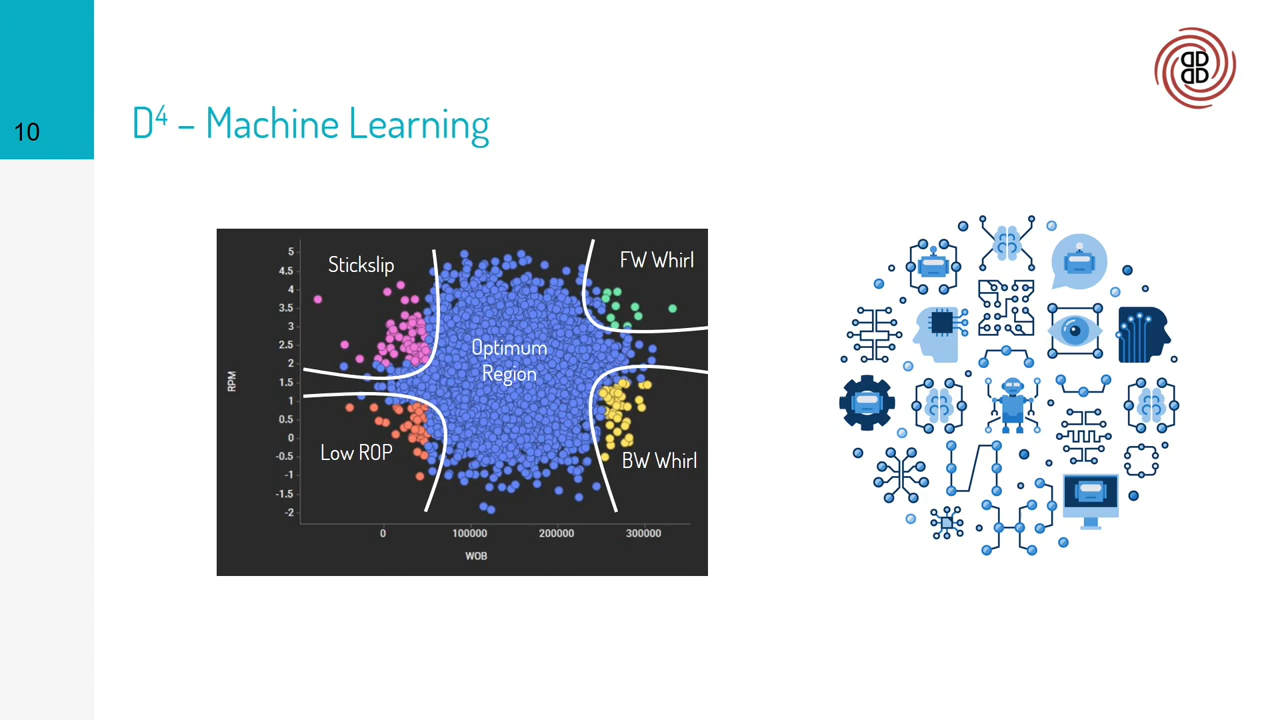 10
D⁴ – Machine Learning
DD
DD
Stickslip
FW Whirl
Optimum
Region
Low ROP
BW Whirl
RPM
5
4.5
4
3.5
3
2.5
2
1.5
1
0.5
0
-0.5
-1
-1.5
-2
0 100000 200000 300000
WOB